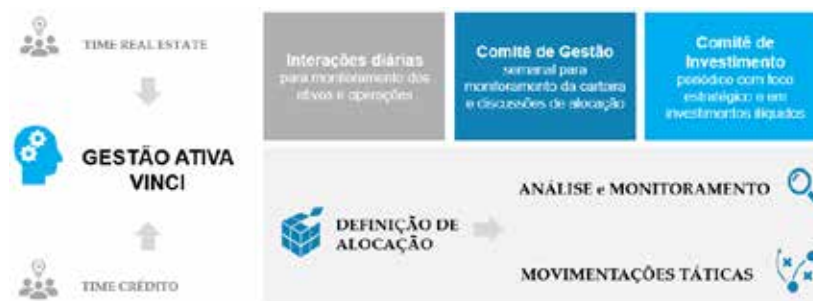 TIME REAL ESTATE
GESTÃO ATIVA
VINCI
TIME CRÉDITO
Interações diárias
para monitoramento dos
ativos e operações
Comitê de Gestão
semanal para
monitoramento da carteira
e discussões de alocação
Comitê de
Investimento
periódico com foco
estratégico e em
investimentos ilíquidos
DEFINIÇÃO DE
ALOCAÇÃO
ANÁLISE e MONITORAMENTO
MOVIMENTAÇÕES TÁTICAS